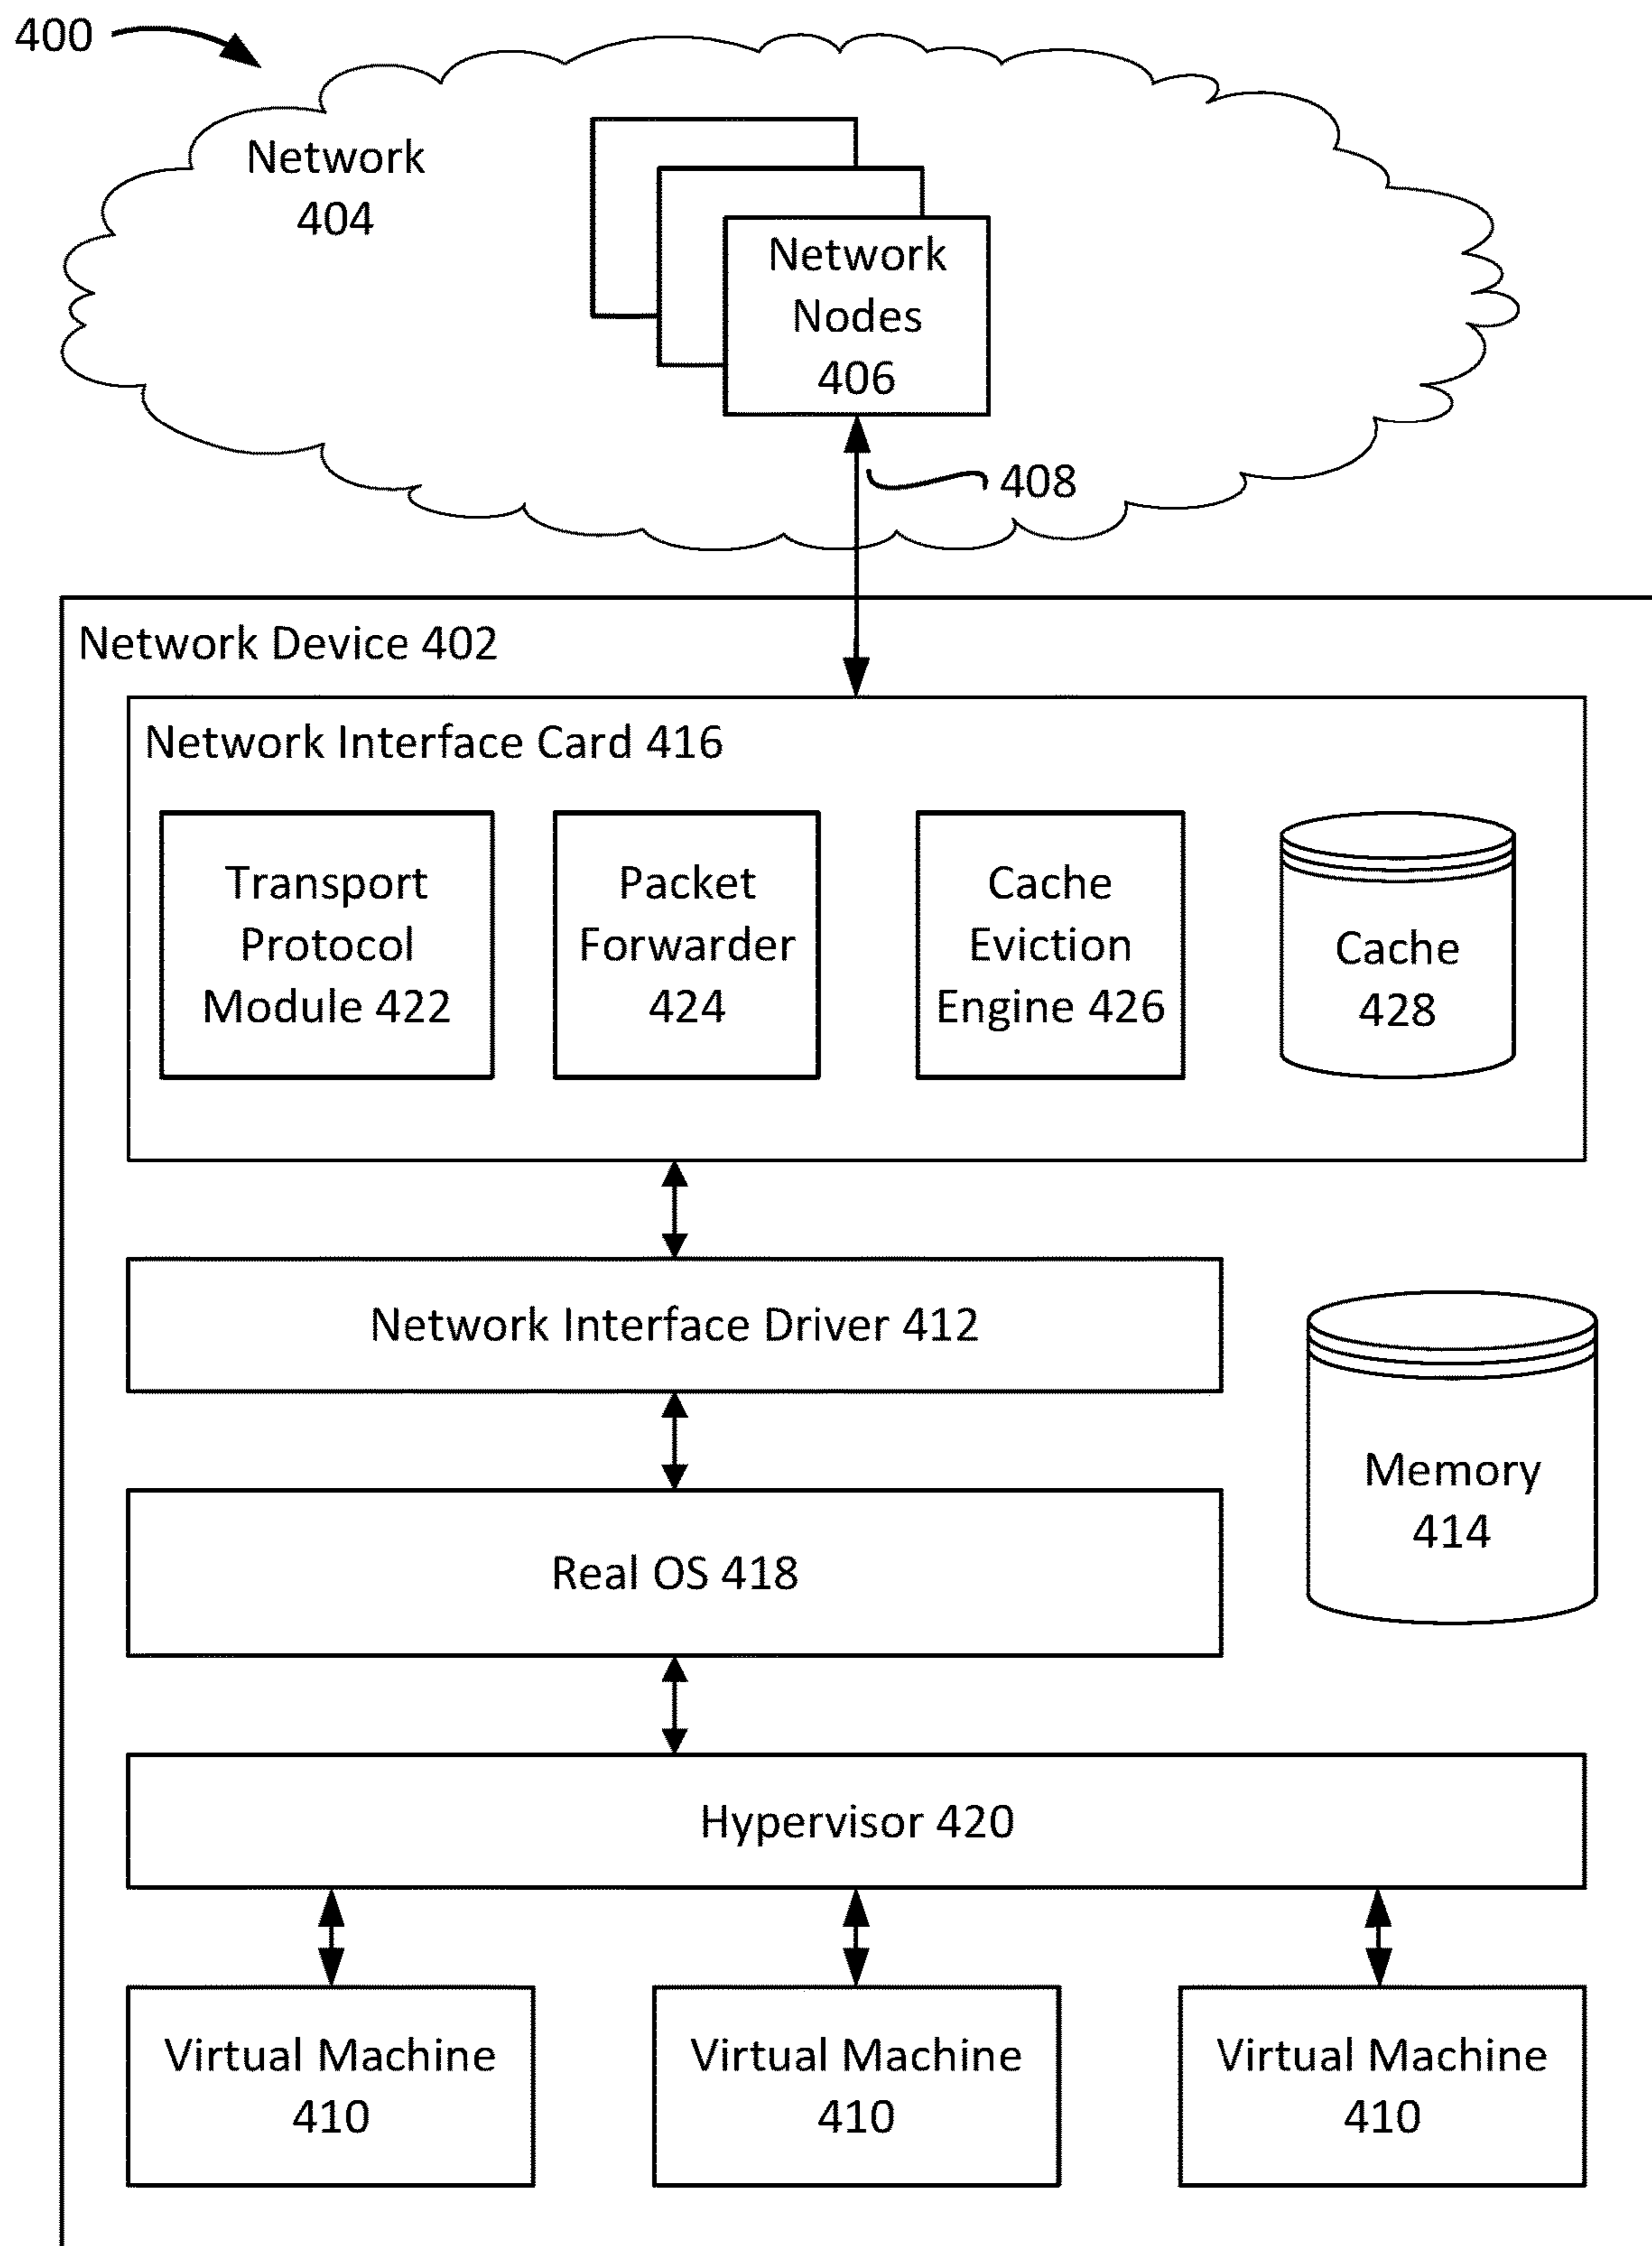 400
Network
404
Network
Nodes
406
408
Network Device 402
Network Interface Card 416
Transport
Protocol
Module 422
Packet
Forwarder
424
Cache
Eviction
Engine 426
Cache
428
Network Interface Driver 412
Memory
414
Real OS 418
Hypervisor 420
Virtual Machine
410
Virtual Machine
410
Virtual Machine
410